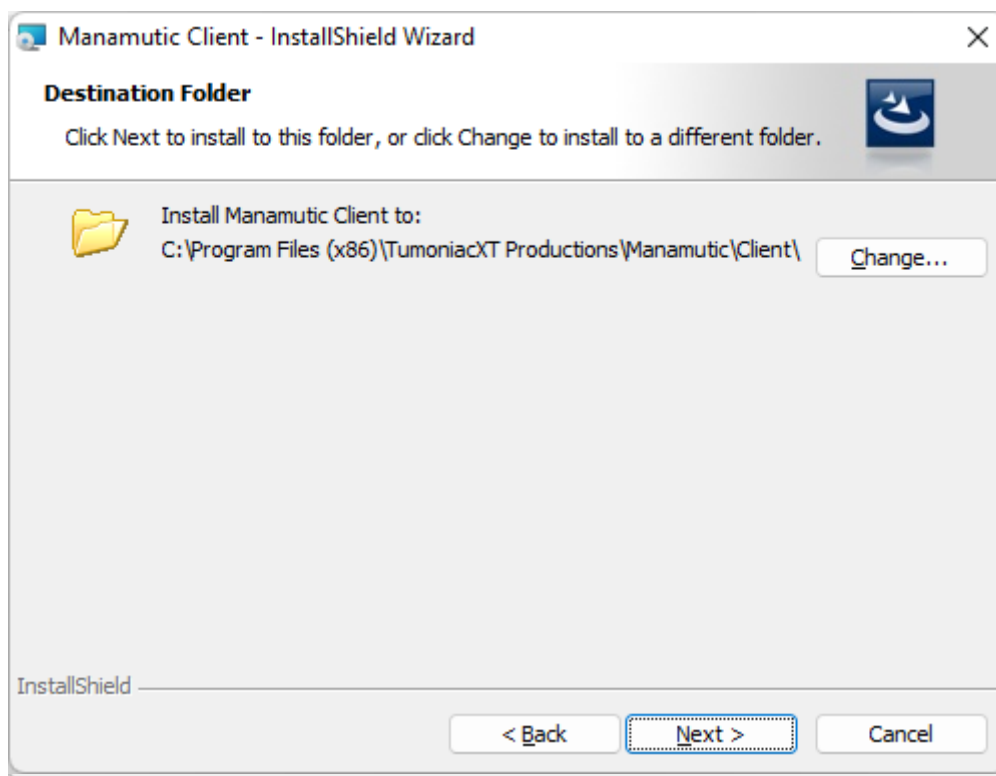 Manamutic Client - InstallShield Wizard
Destination Folder
Click Next to install to this folder, or click Change to install to a different folder.
Install Manamutic Client to:
C:\Program Files (x86)\TumoniacXT Productions\Manamutic\Client\
Change...
InstallShield
< Back
Next >
Cancel